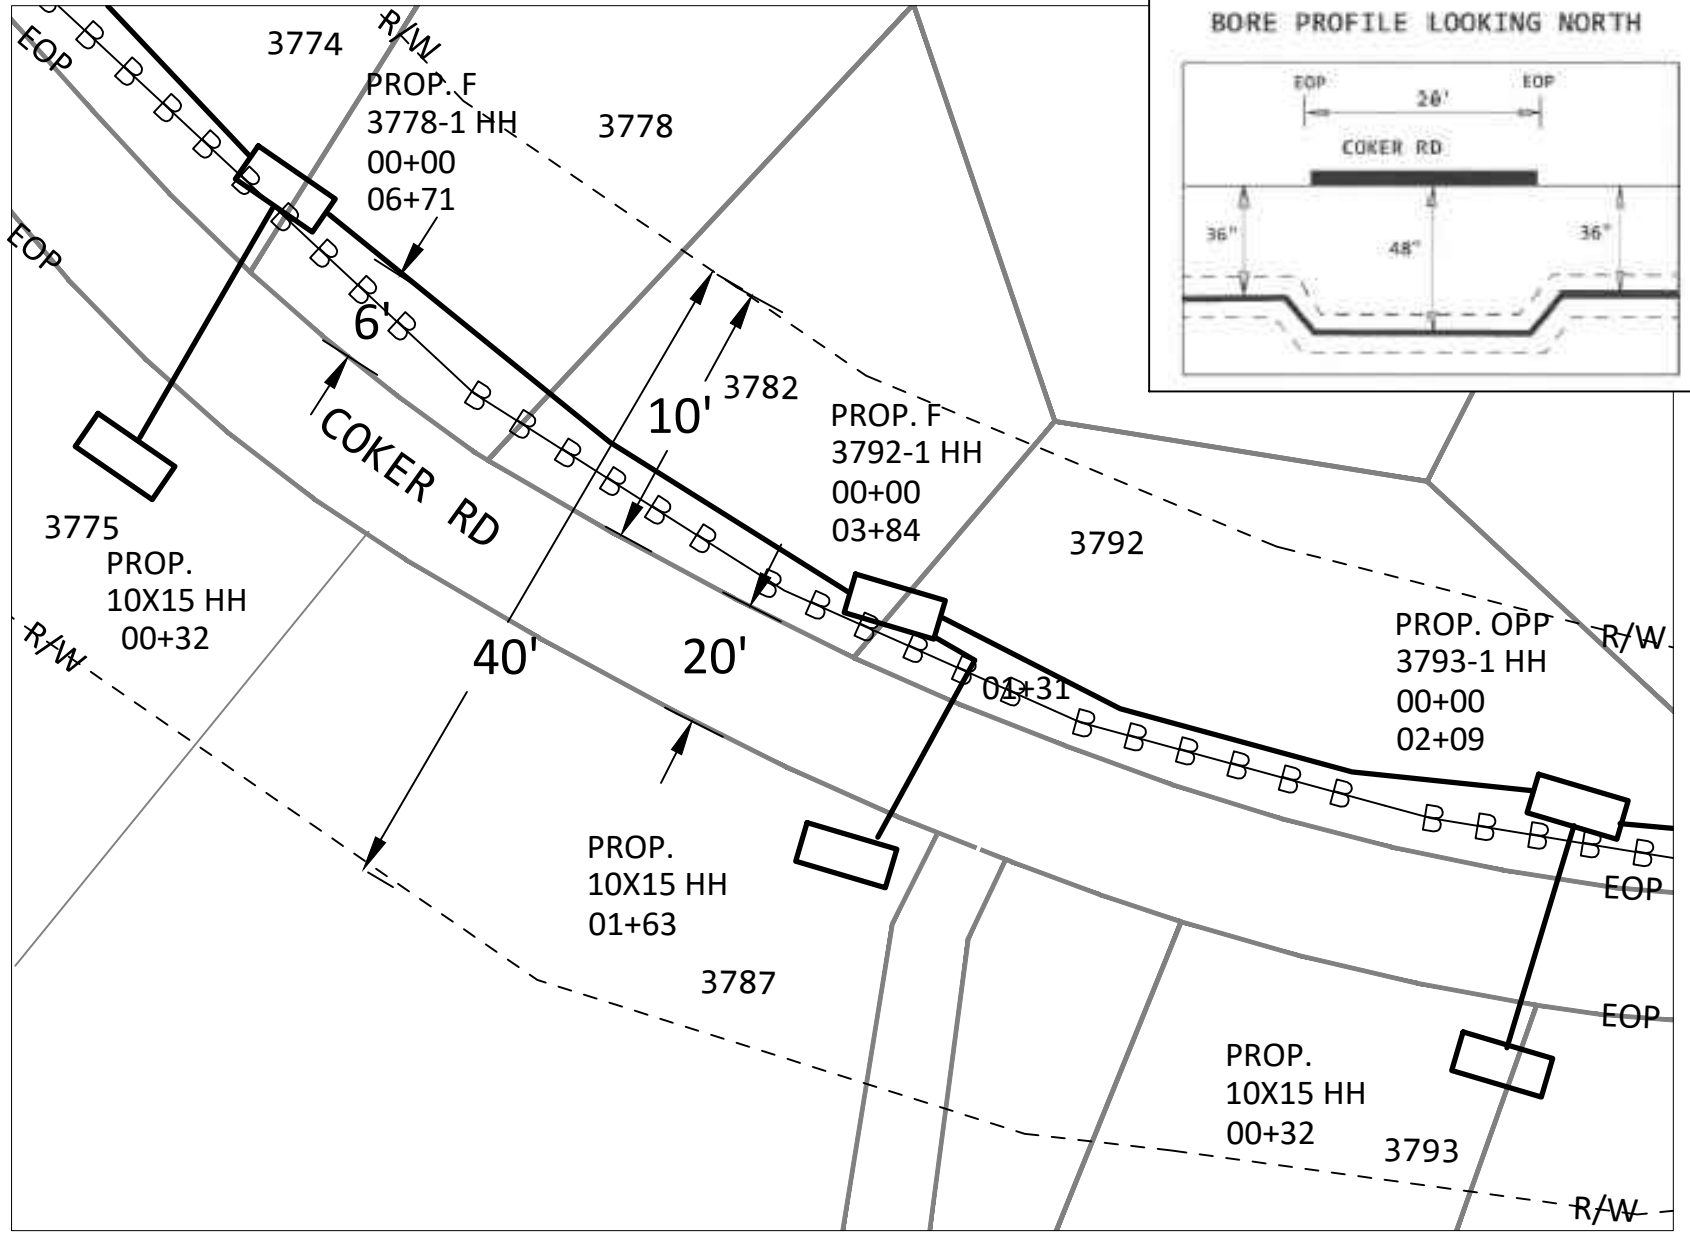 BORE PROFILE LOOKING NORTH
EOP
EOP
20'
COKER RD
36"
48"
36"
EOP
3774
R/W
PROP. F
3778-1 HH
00+00
06+71
3778
EOP
6'
COKER RD
10'
3782
PROP. F
3792-1 HH
00+00
03+84
3792
3775
PROP.
10X15 HH
00+32
R/W
40'
20'
01+31
PROP. OPP
3793-1 HH
00+00
02+09
R/W
PROP.
10X15 HH
01+63
3787
EOP
EOP
PROP.
10X15 HH
00+32
3793
R/W
B B B B B B B B B B B B B B B B B B B B B B B B B B B B B B B B B B B